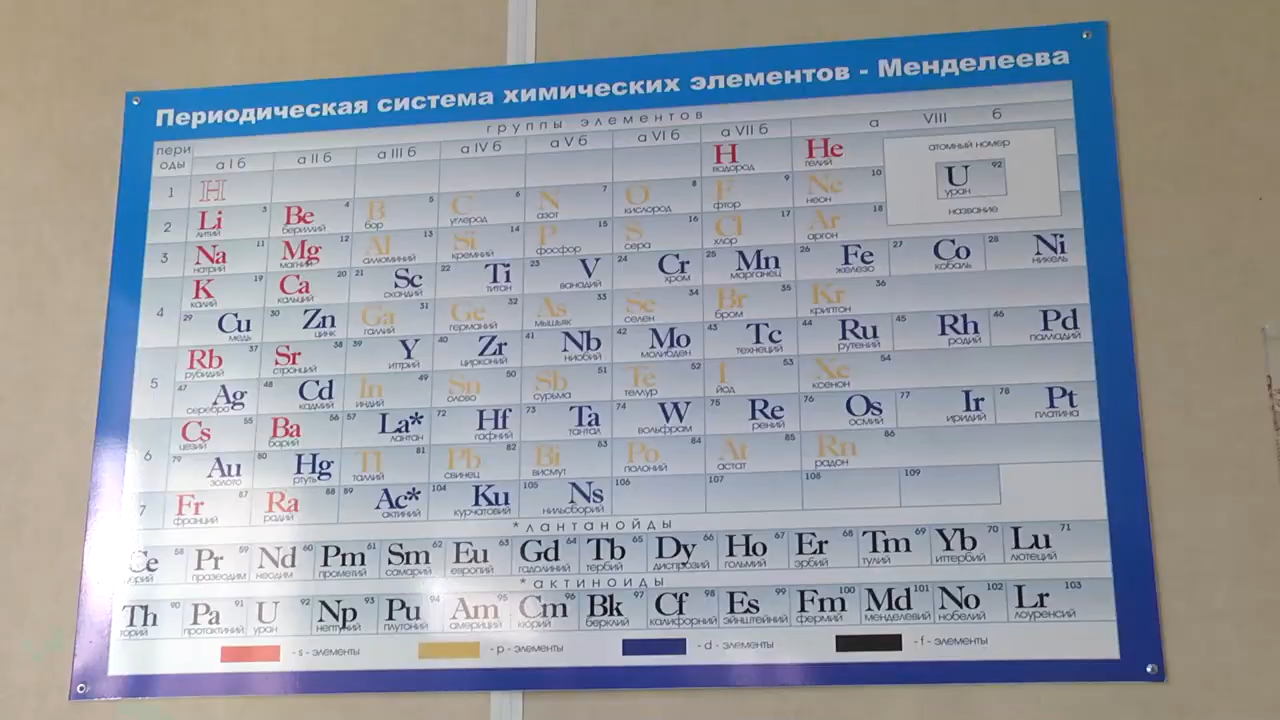 Периодическая система химических элементов - Менделеева
группы элементов
пери оды
а I б а II б а III б а IV б а V б а VI б а VII б а VIII б
1 H H водород He гелий
атомный номер
U 92
уран
название
2 Li 3 Be 4 B 5 C 6 N 7 O 8 F 9 Ne 10
литий бериллий бор углерод азот кислород фтор неон
3 Na 11 Mg 12 Al 13 Si 14 P 15 S 16 Cl 17 Ar 18
натрий магний алюминий кремний фосфор сера хлор аргон
4 K 19 Ca 20 21 Sc 22 Ti 23 V 24 Cr 25 Mn 26 Fe 27 Co 28 Ni
калий кальций скандий титан ванадий хром марганец железо кобаль никель
29 Cu 30 Zn Ga 31 Ge 32 As 33 Se 34 Br 35 Kr 36
медь цинк галлий германий мышьяк селен бром криптон
5 Rb 37 Sr 38 39 Y 40 Zr 41 Nb 42 Mo 43 Tc 44 Ru 45 Rh 46 Pd
рубидий стронций иттрий цирконий ниобий молибден технеций рутений родий палладий
47 Ag 48 Cd In 49 Sn 50 Sb 51 Te 52 I 53 Xe 54
серебро кадмий индий олово сурьма теллур йод ксенон
6 Cs 55 Ba 56 57 La* 72 Hf 73 Ta 74 W 75 Re 76 Os 77 Ir 78 Pt
цезий барий лантан гафний тантал вольфрам рений осмий иридий платина
79 Au 80 Hg Tl 81 Pb 82 Bi 83 Po 84 At 85 Rn 86
золото ртуть таллий свинец висмут полоний астат радон
7 Fr 87 Ra 88 89 Ac* 104 Ku 105 Ns 106 107 108 109
франций радий актиний курчатовий нильсборий
*лантаноиды
Ce 58 Pr 59 Nd 60 Pm 61 Sm 62 Eu 63 Gd 64 Tb 65 Dy 66 Ho 67 Er 68 Tm 69 Yb 70 Lu 71
празеодим неодим прометий самарий европий гадолиний тербий диспрозий гольмий эрбий тулий иттербий лютеций
*актиноиды
Th 90 Pa 91 U 92 Np 93 Pu 94 Am 95 Cm 96 Bk 97 Cf 98 Es 99 Fm 100 Md 101 No 102 Lr 103
торий протактиний уран нептуний плутоний америций кюрий берклий калифорний эйнштейний фермий менделевий нобелий лоуренсий
- s - элементы - p - элементы - d - элементы - f - элементы